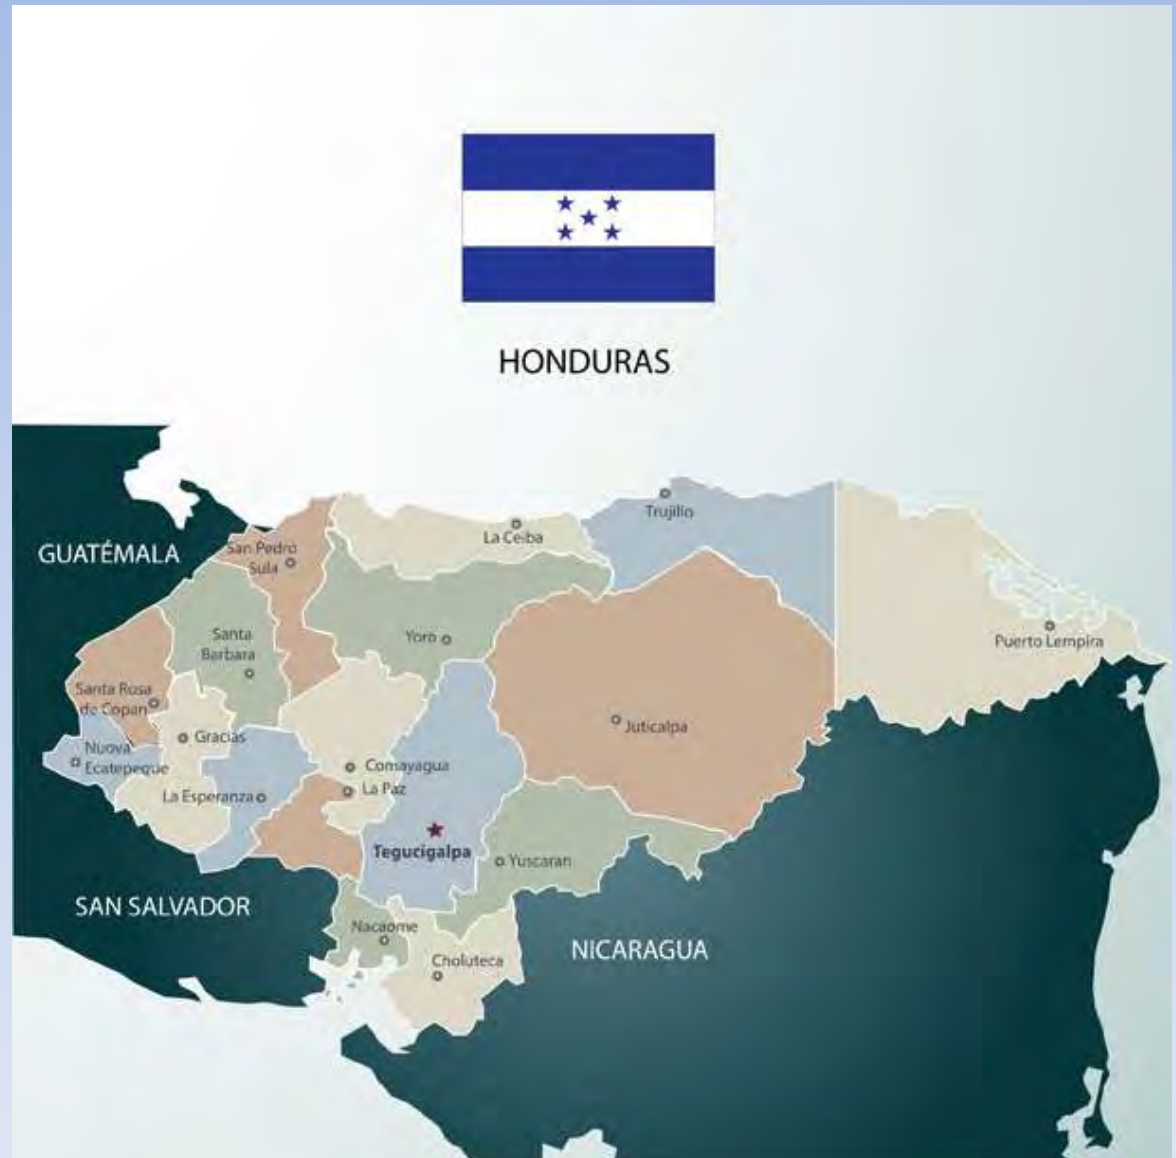 HONDURAS
Trujillo
La Ceiba
GUATÉMALA
San Pedro
Sula
Santa
Barbara
Yoro
Puerto Lempira
Santa Rosa
de Copan
Juticalpa
Gracias
Nuova
Ecatepeque
Comayagua
La Paz
La Esperanza
Tegucigalpa
Yuscaran
SAN SALVADOR
Nacaome
NICARAGUA
Choluteca